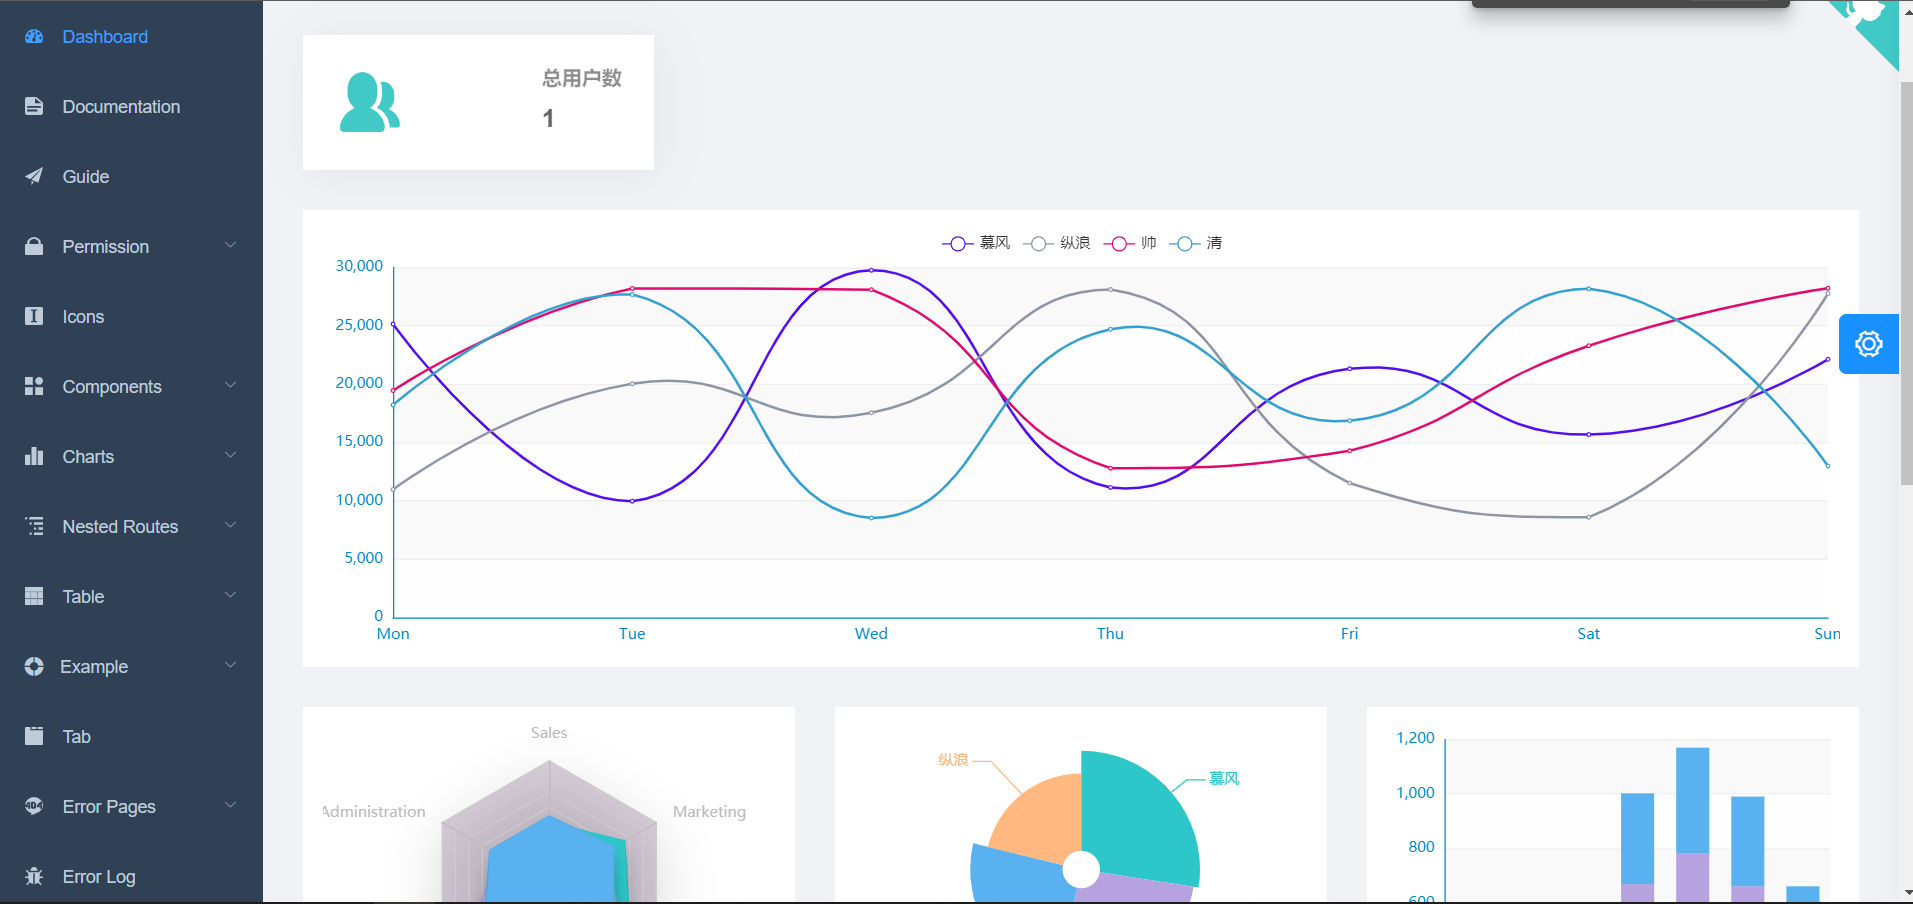 Dashboard
Documentation
Guide
Permission
Icons
Components
Charts
Nested Routes
Table
Example
Tab
404
Error Pages
Error Log
总用户数
1
慕风 纵浪 帅 清
30,000
25,000
20,000
15,000
10,000
5,000
0
Mon Tue Wed Thu Fri Sat Sun
Sales
Administration
Marketing
纵浪
慕风
1,200
1,000
800
600